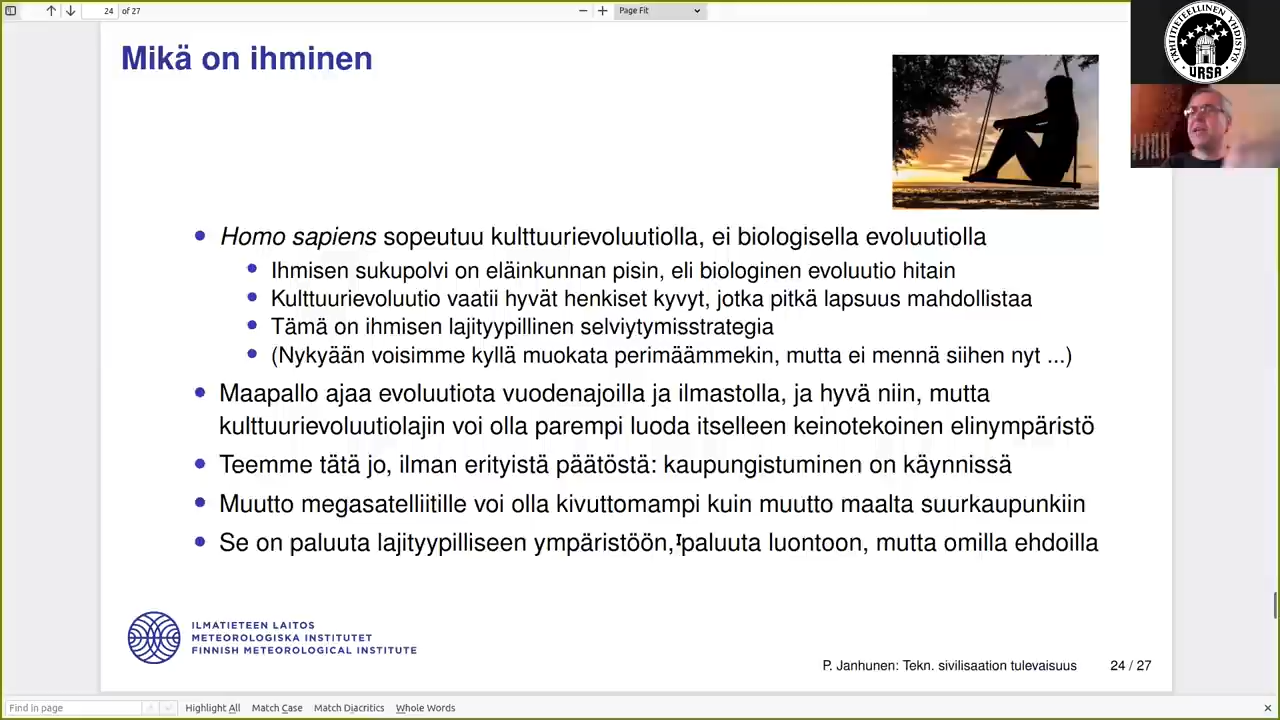 24 of 27
Page Fit
Mikä on ihminen
TÄHTITIETEELLINEN YHDISTYS
URSA
Homo sapiens sopeutuu kulttuurievoluutiolla, ei biologisella evoluutiolla
Ihmisen sukupolvi on eläinkunnan pisin, eli biologinen evoluutio hitain
Kulttuurievoluutio vaatii hyvät henkiset kyvyt, jotka pitkä lapsuus mahdollistaa
Tämä on ihmisen lajityypillinen selviytymisstrategia
(Nykyään voisimme kyllä muokata perimäämmekin, mutta ei mennä siihen nyt ...)
Maapallo ajaa evoluutiota vuodenajoilla ja ilmastolla, ja hyvä niin, mutta
kulttuurievoluutiolajin voi olla parempi luoda itselleen keinotekoinen elinympäristö
Teemme tätä jo, ilman erityistä päätöstä: kaupungistuminen on käynnissä
Muutto megasatelliitille voi olla kivuttomampi kuin muutto maalta suurkaupunkiin
Se on paluuta lajityypilliseen ympäristöön, paluuta luontoon, mutta omilla ehdoilla
ILMATIETEEN LAITOS
METEOROLOGISKA INSTITUTET
FINNISH METEOROLOGICAL INSTITUTE
P. Janhunen: Tekn. sivilisaation tulevaisuus 24 / 27
Find in page Highlight All Match Case Match Diacritics Whole Words